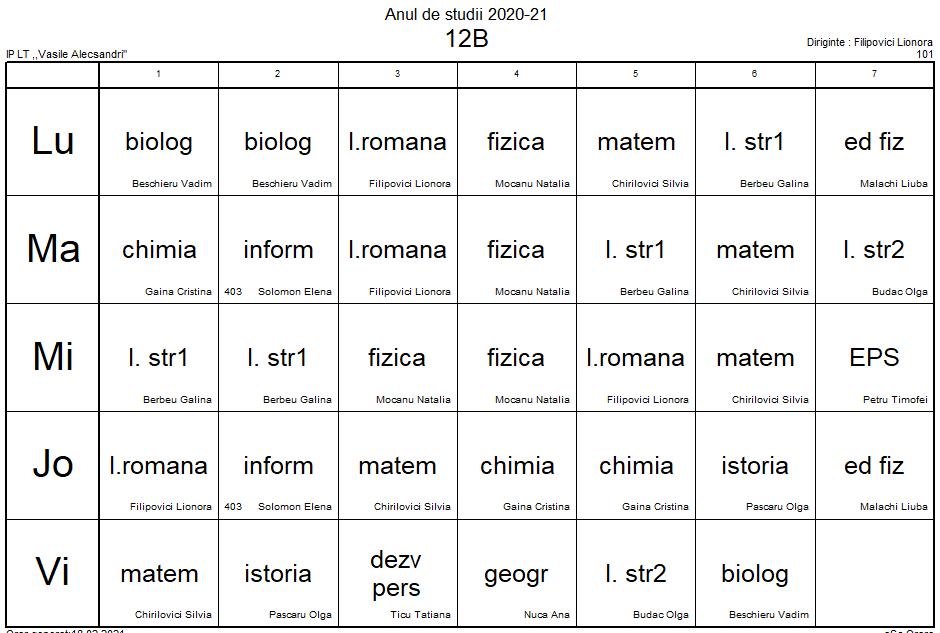 Anul de studii 2020-21
12B
IP LT ,,Vasile Alecsandri"
Diriginte : Filipovici Lionora
101
1 2 3 4 5 6 7
Lu biolog biolog l.romana fizica matem l. str1 ed fiz
Beschieru Vadim Beschieru Vadim Filipovici Lionora Mocanu Natalia Chirilovici Silvia Berbeu Galina Malachi Liuba
Ma chimia inform l.romana fizica l. str1 matem l. str2
Gaina Cristina 403 Solomon Elena Filipovici Lionora Mocanu Natalia Berbeu Galina Chirilovici Silvia Budac Olga
Mi l. str1 l. str1 fizica fizica l.romana matem EPS
Berbeu Galina Berbeu Galina Mocanu Natalia Mocanu Natalia Filipovici Lionora Chirilovici Silvia Petru Timofei
Jo l.romana inform matem chimia chimia istoria ed fiz
Filipovici Lionora 403 Solomon Elena Chirilovici Silvia Gaina Cristina Gaina Cristina Pascaru Olga Malachi Liuba
Vi matem istoria dezv pers geogr l. str2 biolog
Chirilovici Silvia Pascaru Olga Ticu Tatiana Nuca Ana Budac Olga Beschieru Vadim